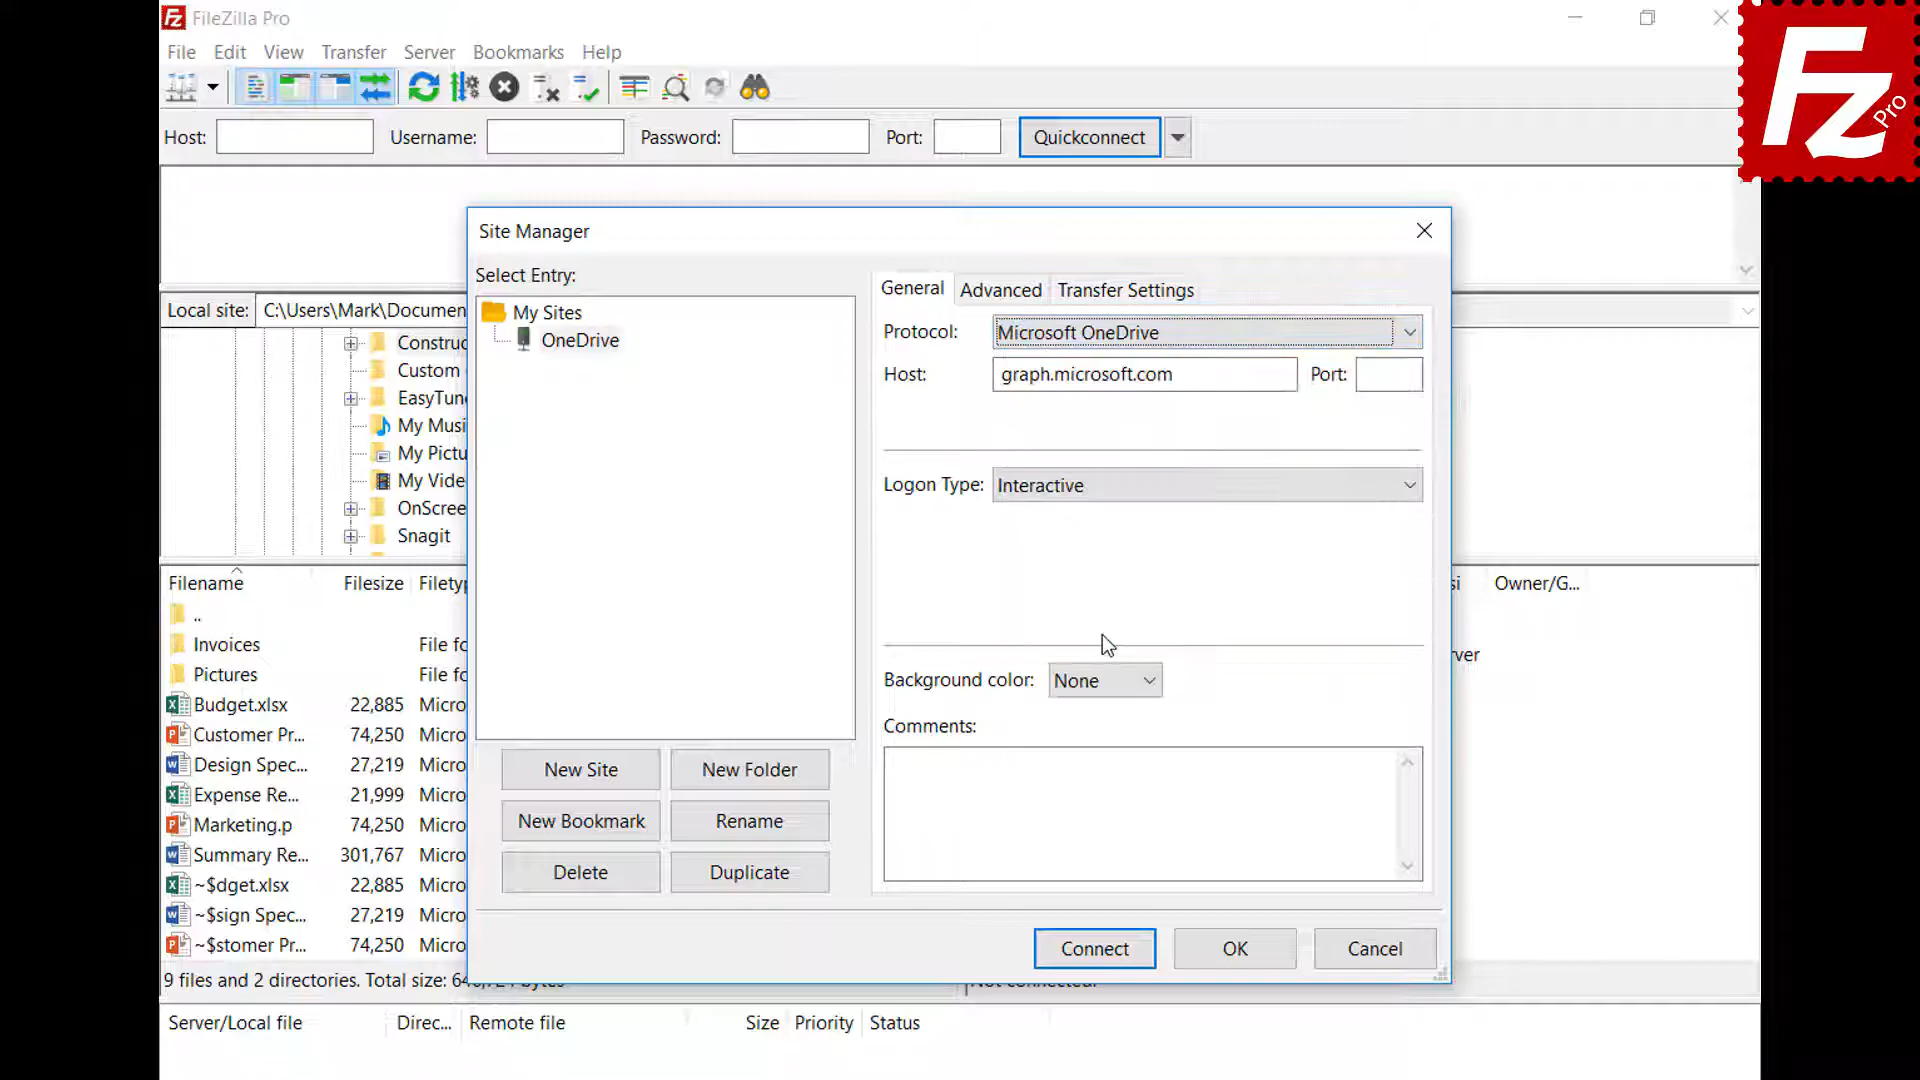 FileZilla Pro
File Edit View Transfer Server Bookmarks Help
Host: Username: Password: Port: Quickconnect
Fz Pro
Site Manager
Select Entry:
My Sites
OneDrive
General Advanced Transfer Settings
Protocol: Microsoft OneDrive
Host: graph.microsoft.com Port:
Logon Type: Interactive
Background color: None
Comments:
New Site New Folder
New Bookmark Rename
Delete Duplicate
Connect OK Cancel
Local site: C:\Users\Mark\Documen
Construc
Custom
EasyTun
My Musi
My Pictu
My Vide
OnScree
Snagit
Filename Filesize Filety
..
Invoices File fo
Pictures File fo
Budget.xlsx 22,885 Micro
Customer Pr... 74,250 Micro
Design Spec... 27,219 Micro
Expense Re... 21,999 Micro
Marketing.p 74,250 Micro
Summary Re... 301,767 Micro
~$dget.xlsx 22,885 Micro
~$sign Spec... 27,219 Micro
~$stomer Pr... 74,250 Micro
9 files and 2 directories. Total size:
si Owner/G...
ver
Not connected.
Server/Local file Direc... Remote file Size Priority Status